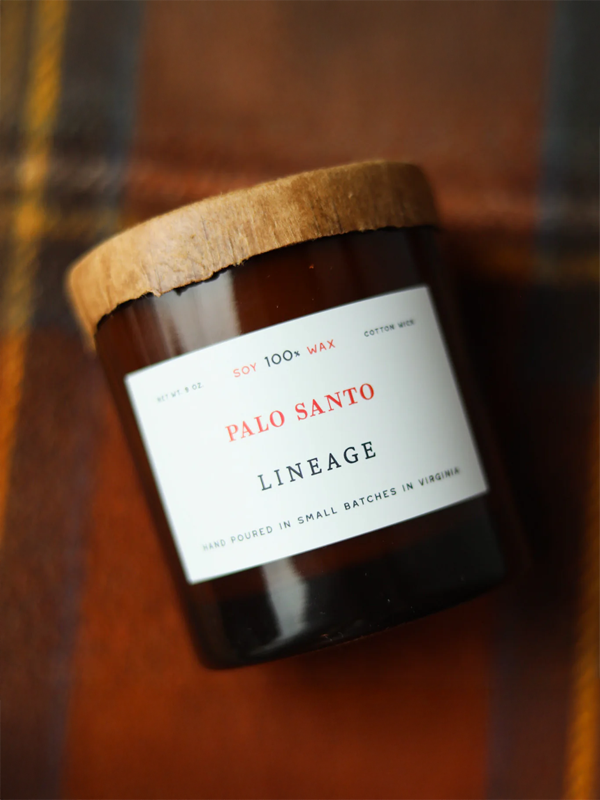 NET WT. 8 OZ.
SOY 100% WAX
COTTON WICK
PALO SANTO
LINEAGE
HAND POURED IN SMALL BATCHES IN VIRGINIA